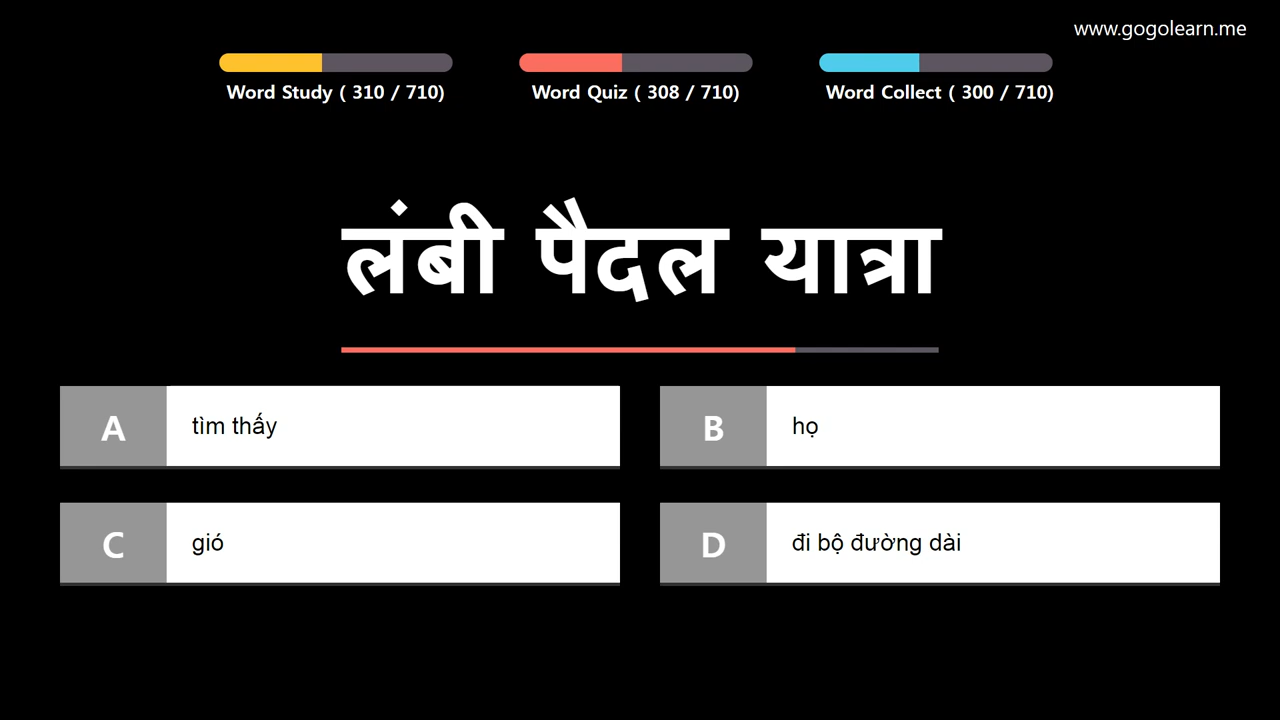 www.gogolearn.me
Word Study ( 310 / 710)
Word Quiz ( 308 / 710)
Word Collect ( 300 / 710)
लंबी पैदल यात्रा
A tìm thấy
B họ
C gió
D đi bộ đường dài